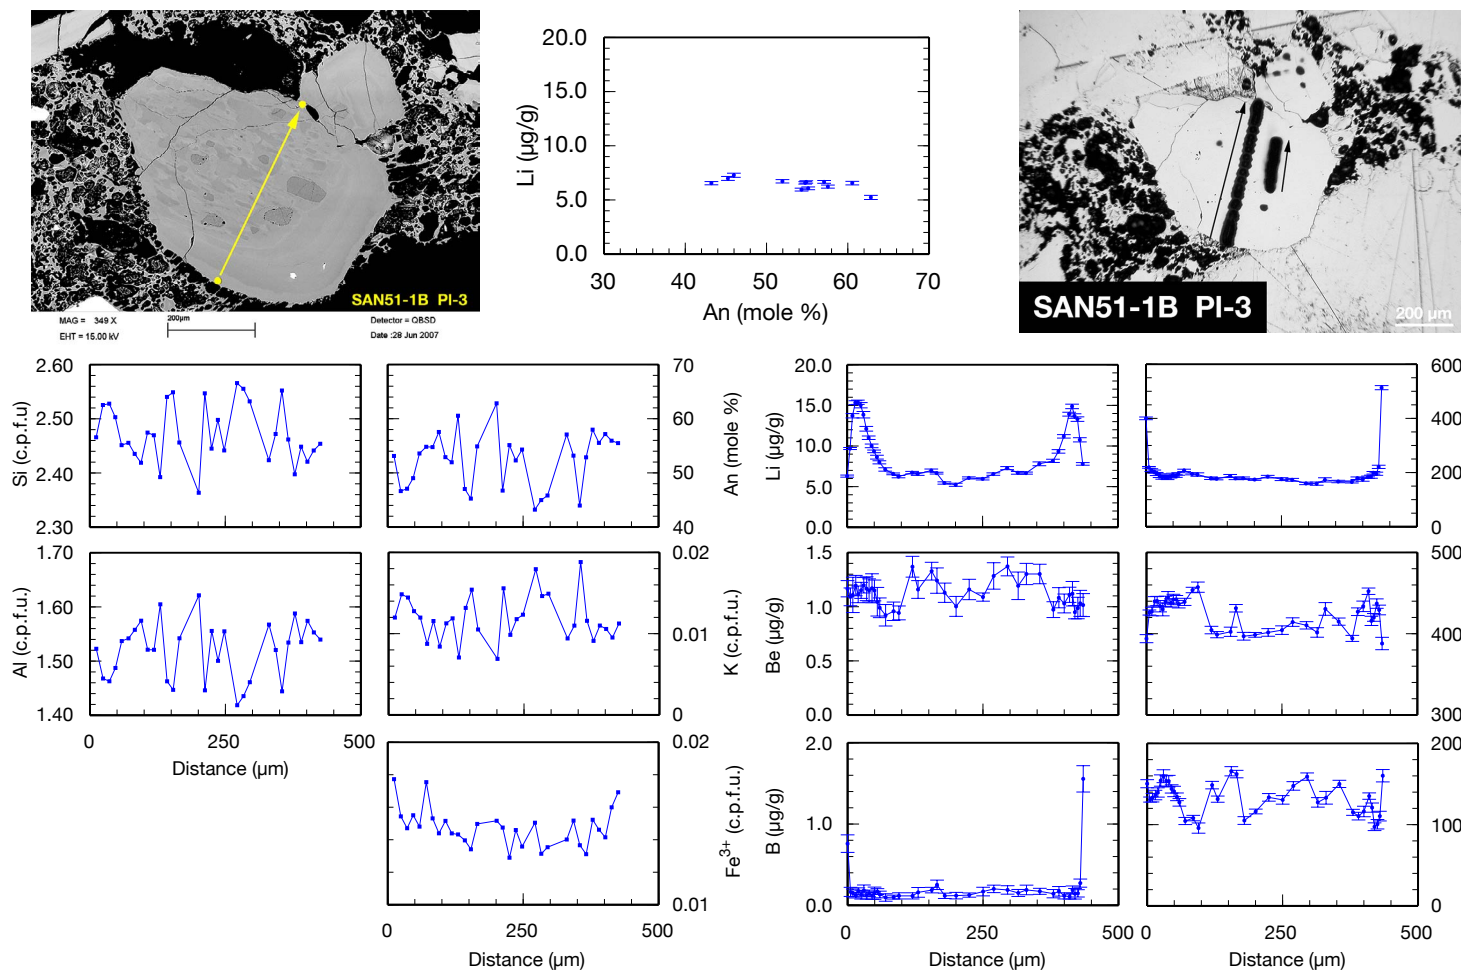 SAN51-1B PI-3
MAG = 349 X
EHT = 15.00 kV
200µm
Detector = QBSD
Date :28 Jun 2007
20.0
15.0
10.0
5.0
0.0
Li (µg/g)
30 40 50 60 70
An (mole %)
SAN51-1B PI-3
200 µm
2.60
2.50
2.40
2.30
Si (c.p.f.u)
70
60
50
40
An (mole %)
20.0
15.0
10.0
5.0
0.0
Li (µg/g)
600
400
200
0
1.70
1.60
1.50
1.40
Al (c.p.f.u.)
0 250 500
Distance (µm)
0.02
0.01
0
K (c.p.f.u.)
1.5
1.0
0.5
0.0
Be (µg/g)
500
400
300
0.02
0.01
Fe3+ (c.p.f.u.)
0 250 500
Distance (µm)
2.0
1.0
0.0
B (µg/g)
0 250 500
Distance (µm)
200
100
0
0 250 500
Distance (µm)